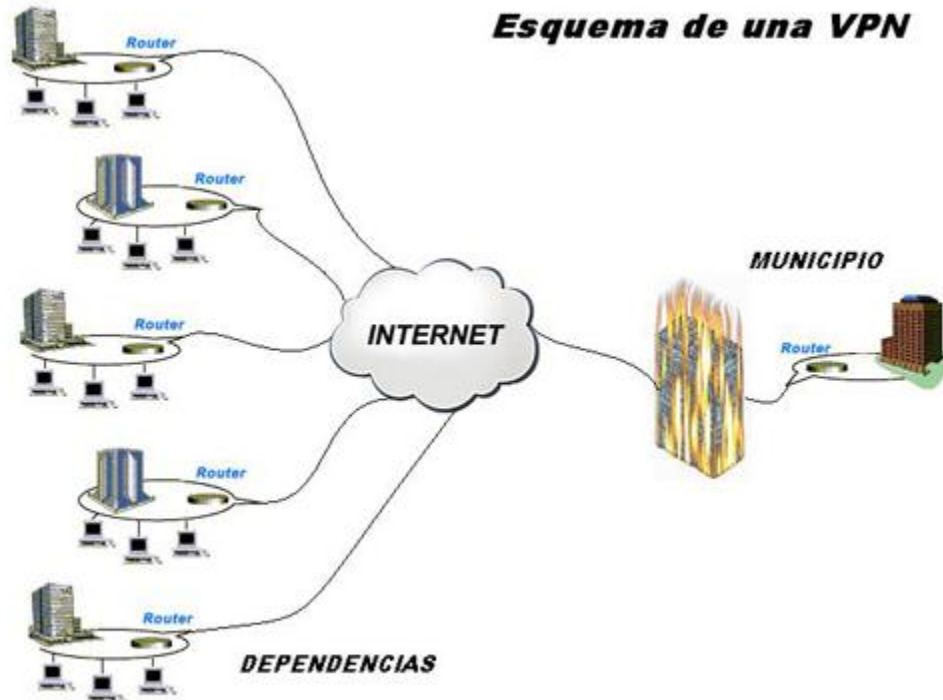 Esquema de una VPN
Router
Router
MUNICIPIO
Router
INTERNET
Router
Router
Router
DEPENDENCIAS